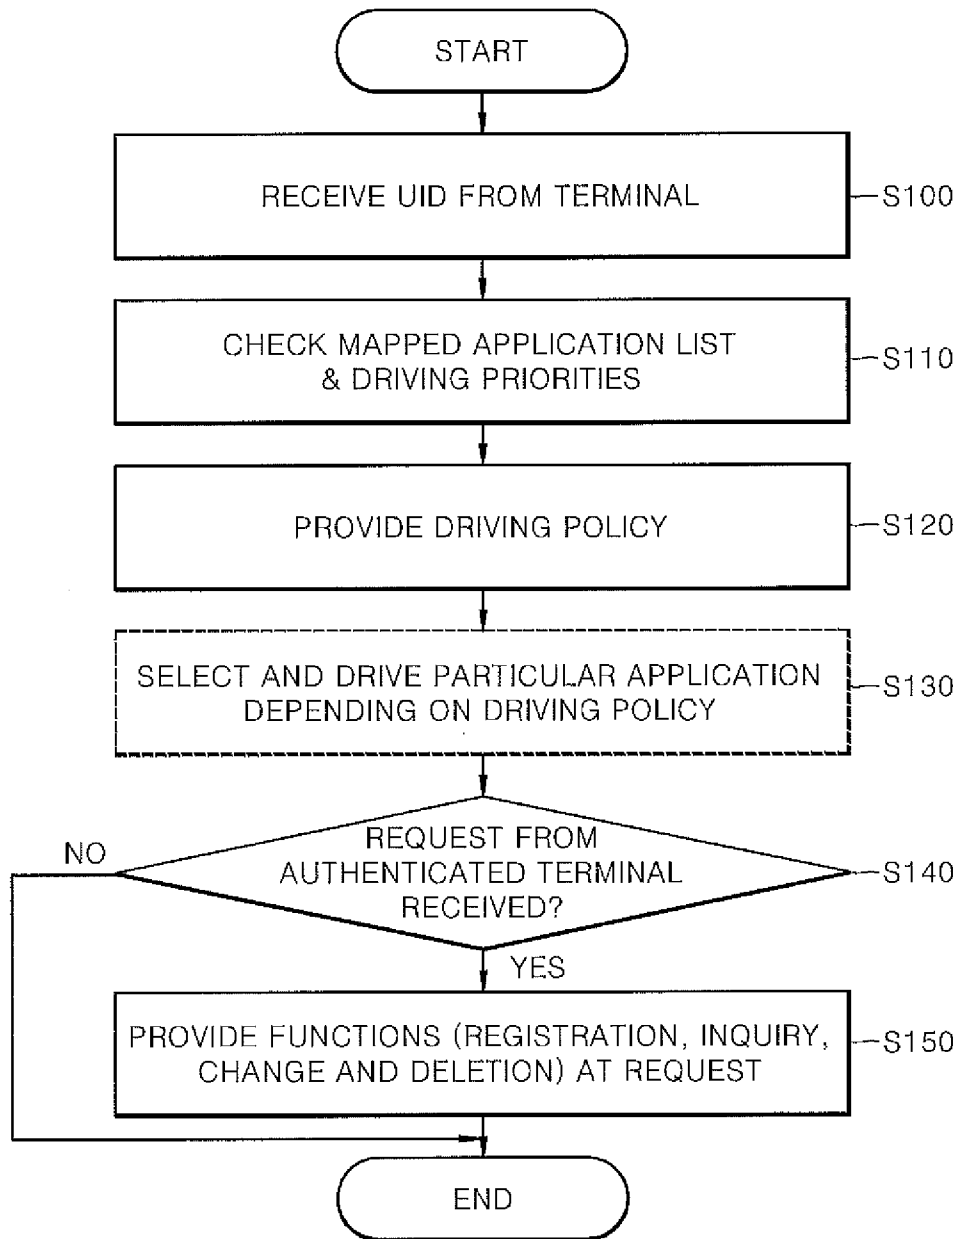 START
RECEIVE UID FROM TERMINAL
S100
CHECK MAPPED APPLICATION LIST
& DRIVING PRIORITIES
S110
PROVIDE DRIVING POLICY
S120
SELECT AND DRIVE PARTICULAR APPLICATION
DEPENDING ON DRIVING POLICY
S130
REQUEST FROM
AUTHENTICATED TERMINAL
RECEIVED?
S140
NO
YES
PROVIDE FUNCTIONS (REGISTRATION, INQUIRY,
CHANGE AND DELETION) AT REQUEST
S150
END